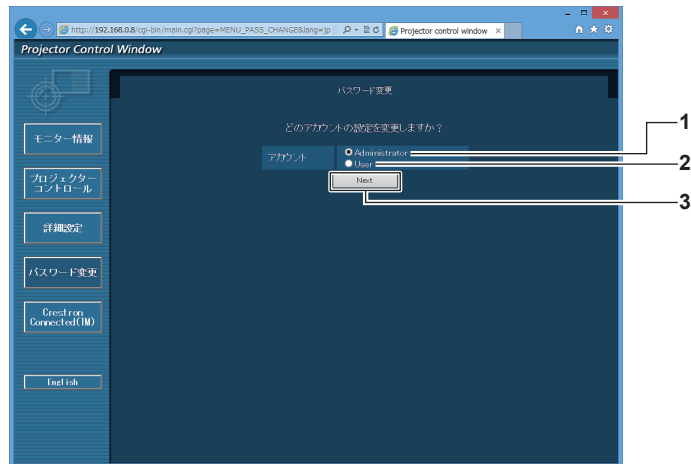 http://192.168.0.8/cgi-bin/main.cgi?page=MENU_PASS_CHANGE&lang=jp
Projector control window
Projector Control Window
パスワード変更
どのアカウントの設定を変更しますか？
アカウント
Administrator
User
Next
モニター情報
プロジェクター
コントロール
詳細設定
パスワード変更
Crestron
Connected(TM)
English
1
2
3